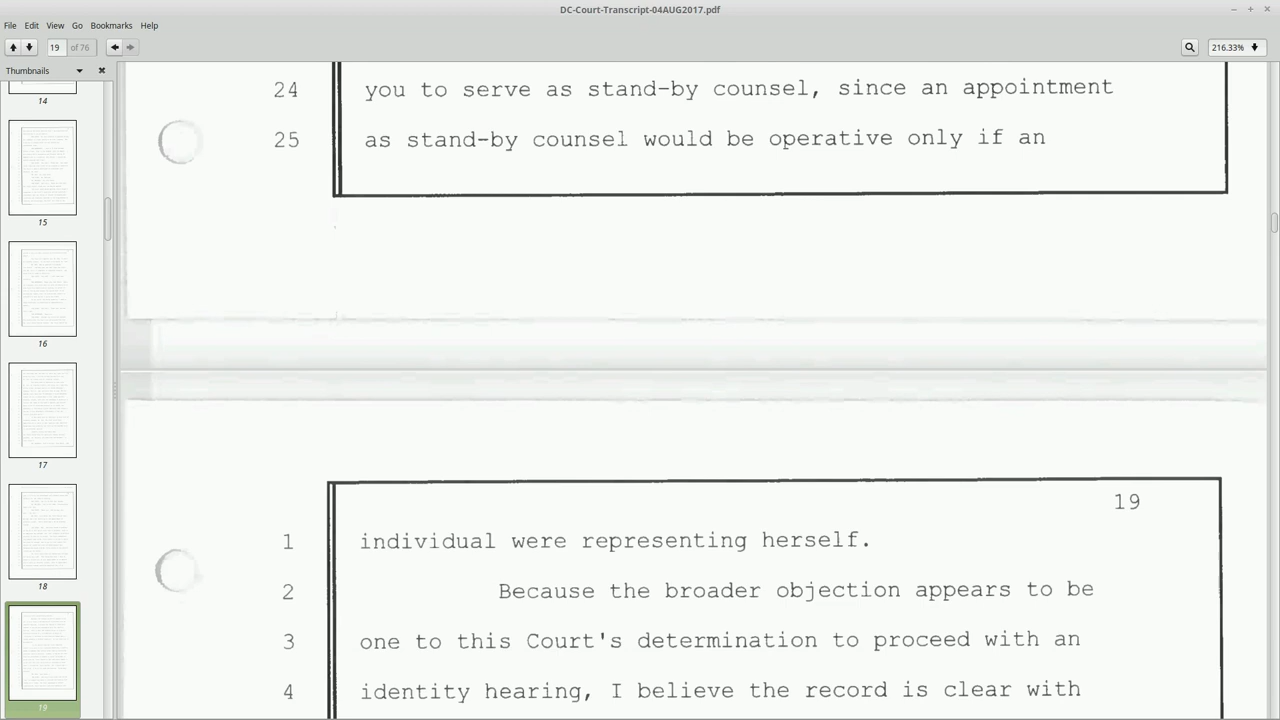 DC-Court-Transcript-04AUG2017.pdf
File Edit View Go Bookmarks Help
19 of 76
216.33%
Thumbnails
14
15
16
17
18
19
24 you to serve as stand-by counsel, since an appointment
25 as stand-by counsel would be operative only if an
19
1 individual were representing herself.
2 Because the broader objection appears to be
3 one to this Court's determination to proceed with an
4 identity hearing, I believe the record is clear with